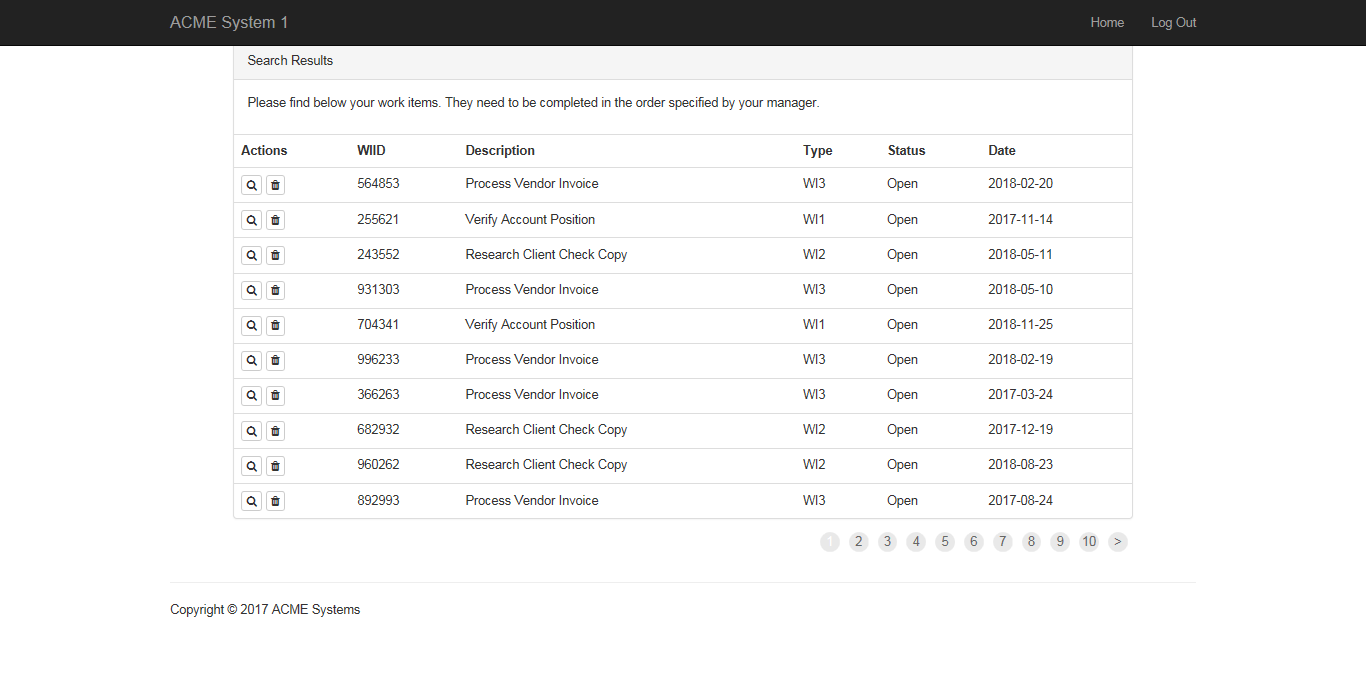 ACME System 1 Home Log Out
Search Results
Please find below your work items. They need to be completed in the order specified by your manager.
Actions WIID Description Type Status Date
564853 Process Vendor Invoice WI3 Open 2018-02-20
255621 Verify Account Position WI1 Open 2017-11-14
243552 Research Client Check Copy WI2 Open 2018-05-11
931303 Process Vendor Invoice WI3 Open 2018-05-10
704341 Verify Account Position WI1 Open 2018-11-25
996233 Process Vendor Invoice WI3 Open 2018-02-19
366263 Process Vendor Invoice WI3 Open 2017-03-24
682932 Research Client Check Copy WI2 Open 2017-12-19
960262 Research Client Check Copy WI2 Open 2018-08-23
892993 Process Vendor Invoice WI3 Open 2017-08-24
1 2 3 4 5 6 7 8 9 10 >
Copyright © 2017 ACME Systems